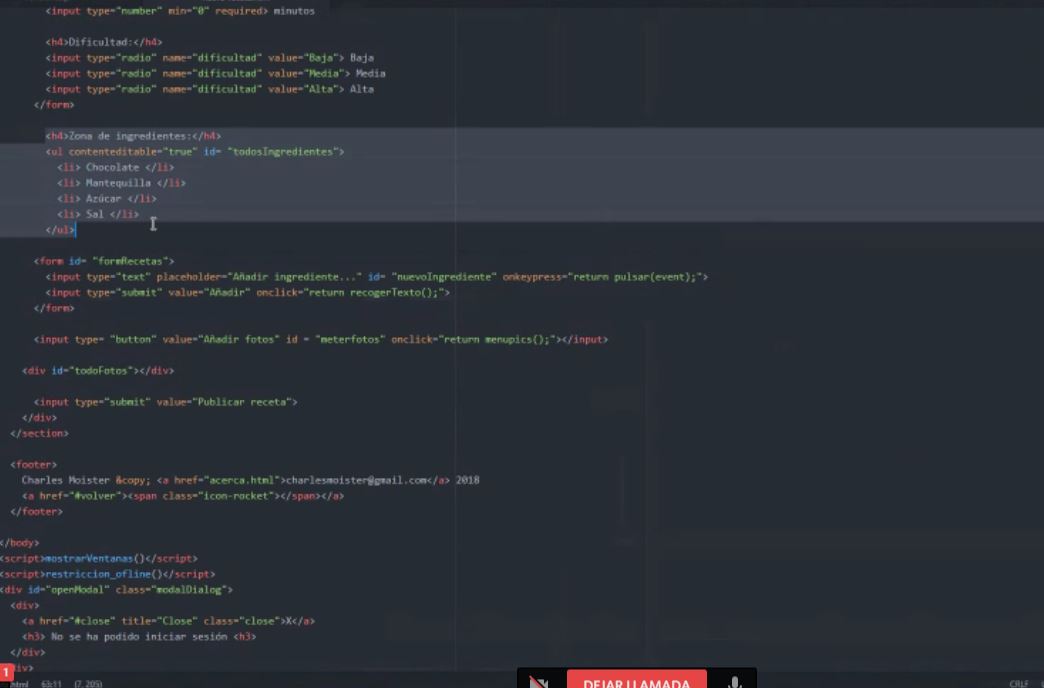 <input type="number" min="0" required> minutos
<h4>Dificultad:</h4>
<input type="radio" name="dificultad" value="Baja"> Baja
<input type="radio" name="dificultad" value="Media"> Media
<input type="radio" name="dificultad" value="Alta"> Alta
</form>
<h4>Zona de ingredientes:</h4>
<ul contenteditable="true" id= "todosIngredientes">
<li> Chocolate </li>
<li> Mantequilla </li>
<li> Azúcar </li>
<li> Sal </li>
</ul>
<form id= "formRecetas">
<input type="text" placeholder="Añadir ingrediente..." id= "nuevoIngrediente" onkeypress="return pulsar(event);">
<input type="submit" value="Añadir" onclick="return recogerTexto();">
</form>
<input type= "button" value="Añadir fotos" id = "meterfotos" onclick="return menupics();"></input>
<div id="todoFotos"></div>
<input type="submit" value="Publicar receta">
</div>
</section>
<footer>
Charles Moister &copy; <a href="acerca.html">charlesmoister@gmail.com</a> 2018
<a href="#volver"><span class="icon-rocket"></span></a>
</footer>
</body>
<script>mostrarVentanas()</script>
<script>restriccion_ofline()</script>
<div id="openModal" class="modalDialog">
<div>
<a href="#close" title="Close" class="close">X</a>
<h3> No se ha podido iniciar sesión <h3>
</div>
1 div>
html 63:11 (7, 205) DEJAR LLAMADA CRLF